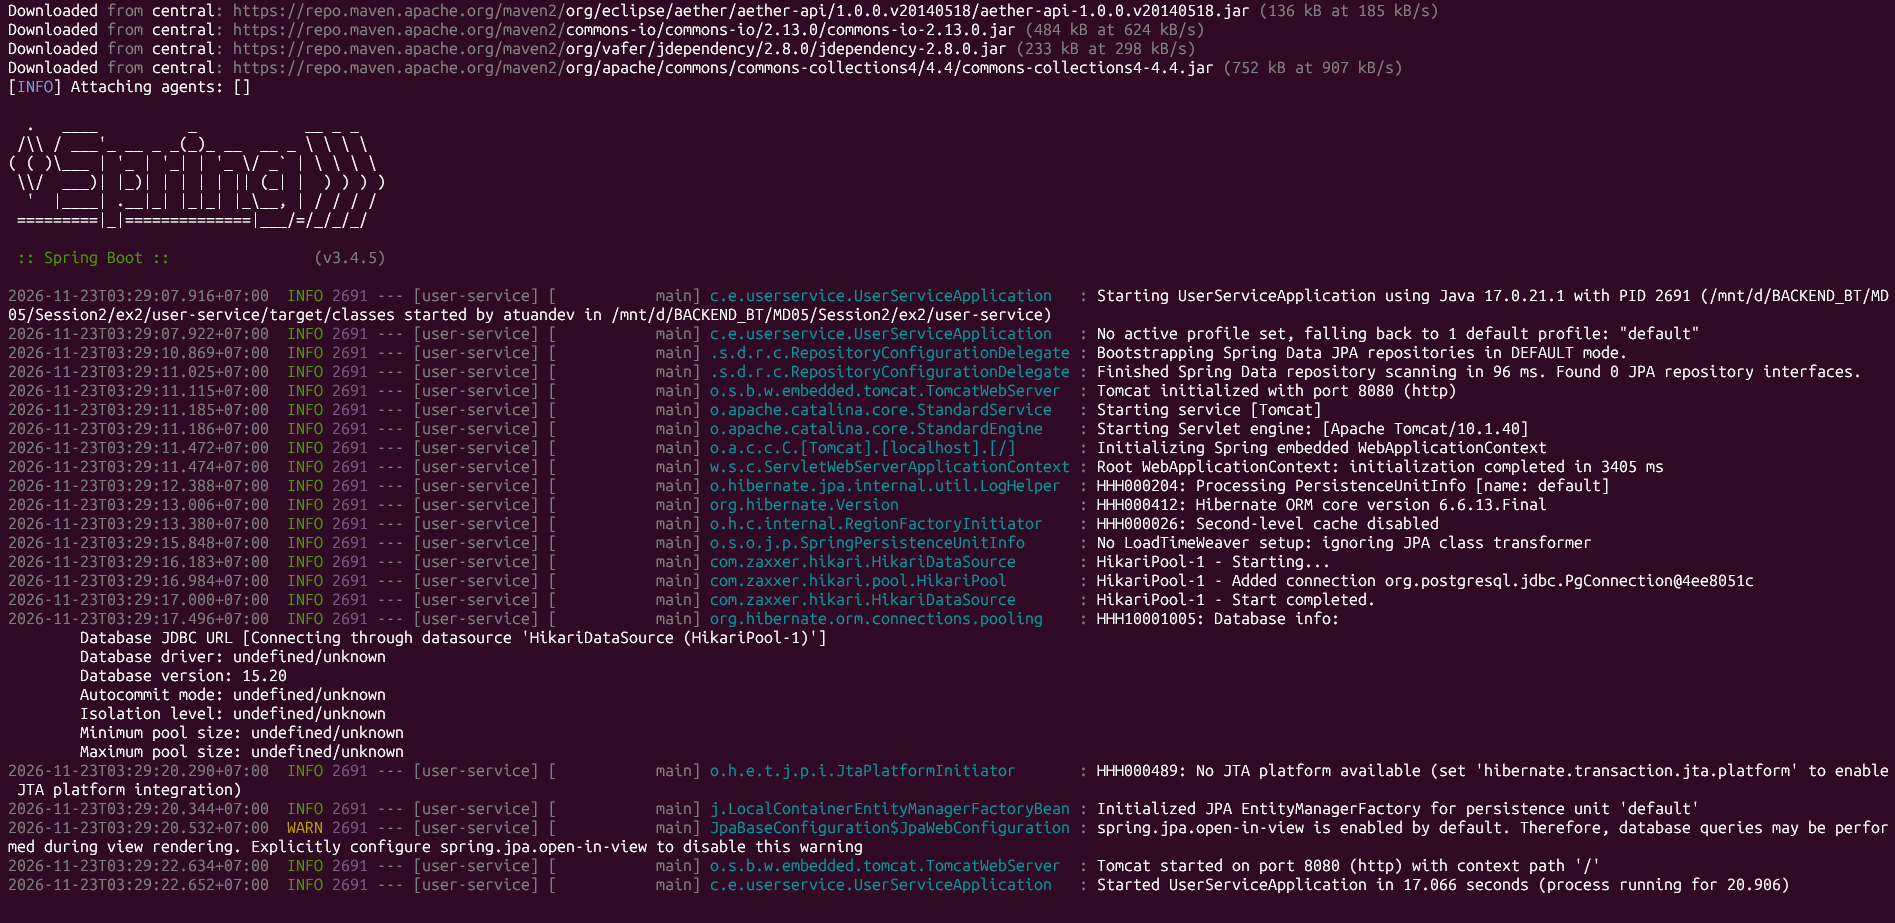 Downloaded from central: https://repo.maven.apache.org/maven2/org/eclipse/aether/aether-api/1.0.0.v20140518/aether-api-1.0.0.v20140518.jar (136 kB at 185 kB/s)
Downloaded from central: https://repo.maven.apache.org/maven2/commons-io/commons-io/2.13.0/commons-io-2.13.0.jar (484 kB at 624 kB/s)
Downloaded from central: https://repo.maven.apache.org/maven2/org/vafer/jdependency/2.8.0/jdependency-2.8.0.jar (233 kB at 298 kB/s)
Downloaded from central: https://repo.maven.apache.org/maven2/org/apache/commons/commons-collections4/4.4/commons-collections4-4.4.jar (752 kB at 907 kB/s)
[INFO] Attaching agents: []

  .   ____          _            __ _ _
 /\\ / ___'_ __ _ _(_)_ __  __ _ \ \ \ \
( ( )\___ | '_ | '_| | '_ \/ _` | \ \ \ \
 \\/  ___)| |_)| | | | | || (_| |  ) ) ) )
  '  |____| .__|_| |_|_| |_\__, | / / / /
 =========|_|==============|___/=/_/_/_/

 :: Spring Boot ::                (v3.4.5)

2026-11-23T03:29:07.916+07:00  INFO 2691 --- [user-service] [           main] c.e.userservice.UserServiceApplication   : Starting UserServiceApplication using Java 17.0.21.1 with PID 2691 (/mnt/d/BACKEND_BT/MD
05/Session2/ex2/user-service/target/classes started by atuandev in /mnt/d/BACKEND_BT/MD05/Session2/ex2/user-service)
2026-11-23T03:29:07.922+07:00  INFO 2691 --- [user-service] [           main] c.e.userservice.UserServiceApplication   : No active profile set, falling back to 1 default profile: "default"
2026-11-23T03:29:10.869+07:00  INFO 2691 --- [user-service] [           main] .s.d.r.c.RepositoryConfigurationDelegate : Bootstrapping Spring Data JPA repositories in DEFAULT mode.
2026-11-23T03:29:11.025+07:00  INFO 2691 --- [user-service] [           main] .s.d.r.c.RepositoryConfigurationDelegate : Finished Spring Data repository scanning in 96 ms. Found 0 JPA repository interfaces.
2026-11-23T03:29:11.115+07:00  INFO 2691 --- [user-service] [           main] o.s.b.w.embedded.tomcat.TomcatWebServer  : Tomcat initialized with port 8080 (http)
2026-11-23T03:29:11.185+07:00  INFO 2691 --- [user-service] [           main] o.apache.catalina.core.StandardService   : Starting service [Tomcat]
2026-11-23T03:29:11.186+07:00  INFO 2691 --- [user-service] [           main] o.apache.catalina.core.StandardEngine    : Starting Servlet engine: [Apache Tomcat/10.1.40]
2026-11-23T03:29:11.472+07:00  INFO 2691 --- [user-service] [           main] o.a.c.c.C.[Tomcat].[localhost].[/]       : Initializing Spring embedded WebApplicationContext
2026-11-23T03:29:11.474+07:00  INFO 2691 --- [user-service] [           main] w.s.c.ServletWebServerApplicationContext : Root WebApplicationContext: initialization completed in 3405 ms
2026-11-23T03:29:12.388+07:00  INFO 2691 --- [user-service] [           main] o.hibernate.jpa.internal.util.LogHelper  : HHH000204: Processing PersistenceUnitInfo [name: default]
2026-11-23T03:29:13.006+07:00  INFO 2691 --- [user-service] [           main] org.hibernate.Version                    : HHH000412: Hibernate ORM core version 6.6.13.Final
2026-11-23T03:29:13.380+07:00  INFO 2691 --- [user-service] [           main] o.h.c.internal.RegionFactoryInitiator    : HHH000026: Second-level cache disabled
2026-11-23T03:29:15.848+07:00  INFO 2691 --- [user-service] [           main] o.s.o.j.p.SpringPersistenceUnitInfo      : No LoadTimeWeaver setup: ignoring JPA class transformer
2026-11-23T03:29:16.183+07:00  INFO 2691 --- [user-service] [           main] com.zaxxer.hikari.HikariDataSource       : HikariPool-1 - Starting...
2026-11-23T03:29:16.984+07:00  INFO 2691 --- [user-service] [           main] com.zaxxer.hikari.pool.HikariPool        : HikariPool-1 - Added connection org.postgresql.jdbc.PgConnection@4ee8051c
2026-11-23T03:29:17.000+07:00  INFO 2691 --- [user-service] [           main] com.zaxxer.hikari.HikariDataSource       : HikariPool-1 - Start completed.
2026-11-23T03:29:17.496+07:00  INFO 2691 --- [user-service] [           main] org.hibernate.orm.connections.pooling    : HHH10001005: Database info:
        Database JDBC URL [Connecting through datasource 'HikariDataSource (HikariPool-1)']
        Database driver: undefined/unknown
        Database version: 15.20
        Autocommit mode: undefined/unknown
        Isolation level: undefined/unknown
        Minimum pool size: undefined/unknown
        Maximum pool size: undefined/unknown
2026-11-23T03:29:20.290+07:00  INFO 2691 --- [user-service] [           main] o.h.e.t.j.p.i.JtaPlatformInitiator       : HHH000489: No JTA platform available (set 'hibernate.transaction.jta.platform' to enable
 JTA platform integration)
2026-11-23T03:29:20.344+07:00  INFO 2691 --- [user-service] [           main] j.LocalContainerEntityManagerFactoryBean : Initialized JPA EntityManagerFactory for persistence unit 'default'
2026-11-23T03:29:20.532+07:00  WARN 2691 --- [user-service] [           main] JpaBaseConfiguration$JpaWebConfiguration : spring.jpa.open-in-view is enabled by default. Therefore, database queries may be perfor
med during view rendering. Explicitly configure spring.jpa.open-in-view to disable this warning
2026-11-23T03:29:22.634+07:00  INFO 2691 --- [user-service] [           main] o.s.b.w.embedded.tomcat.TomcatWebServer  : Tomcat started on port 8080 (http) with context path '/'
2026-11-23T03:29:22.652+07:00  INFO 2691 --- [user-service] [           main] c.e.userservice.UserServiceApplication   : Started UserServiceApplication in 17.066 seconds (process running for 20.906)